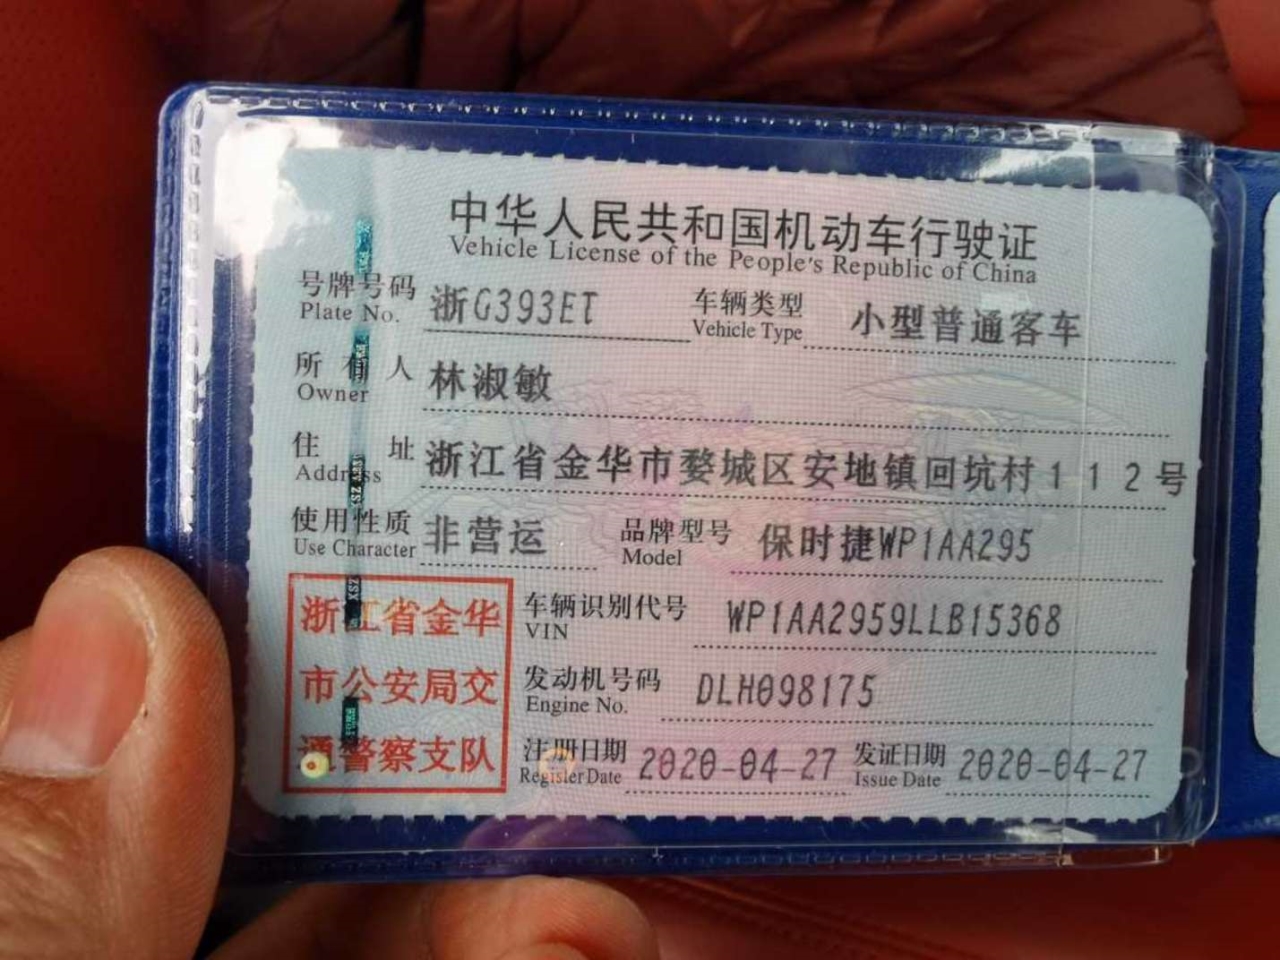 中华人民共和国机动车行驶证
Vehicle License of the People's Republic of China
号牌号码 浙G393ET 车辆类型 小型普通客车
Plate No. Vehicle Type
所有人 林淑敏
Owner
住址 浙江省金华市婺城区安地镇回坑村112号
Address
使用性质 非营运 品牌型号 保时捷WP1AA295
Use Character Model
浙江省金华
市公安局交
通警察支队
车辆识别代号 WP1AA2959LLB15368
VIN
发动机号码 DLH098175
Engine No.
注册日期 2020-04-27 发证日期 2020-04-27
Register Date Issue Date